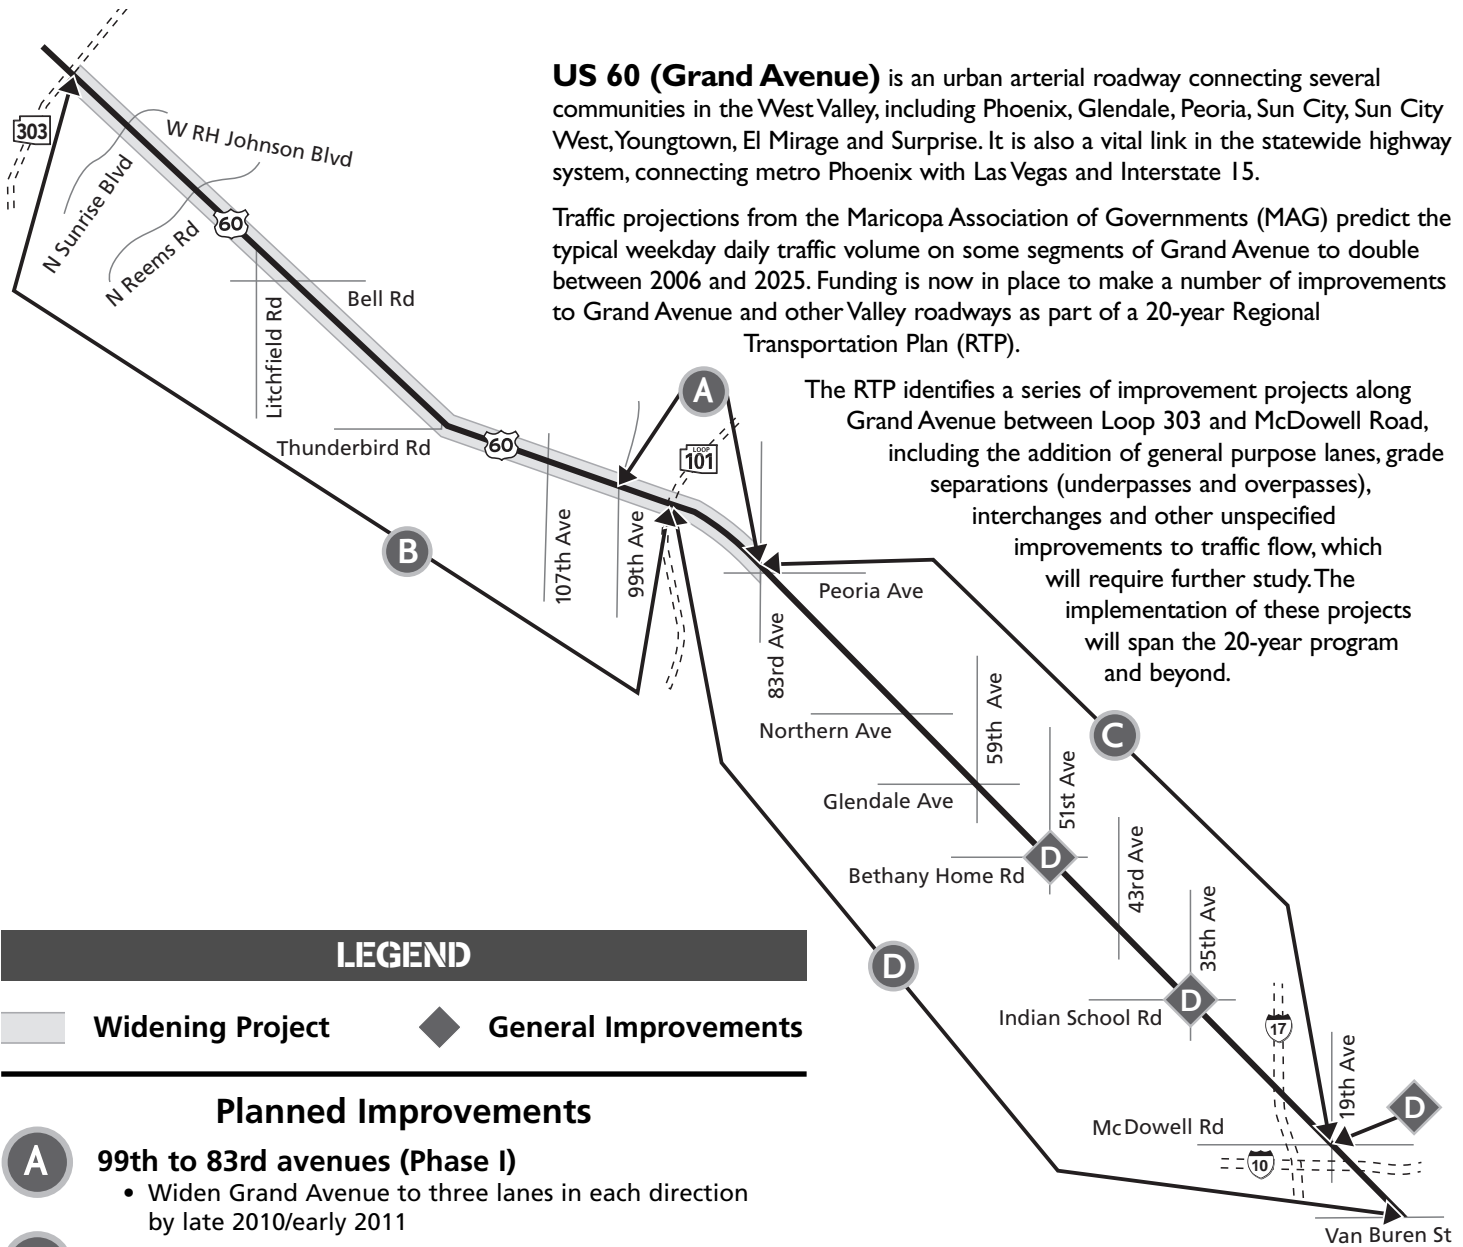 US 60 (Grand Avenue) is an urban arterial roadway connecting several
communities in the West Valley, including Phoenix, Glendale, Peoria, Sun City, Sun City
West, Youngtown, El Mirage and Surprise. It is also a vital link in the statewide highway
system, connecting metro Phoenix with Las Vegas and Interstate 15.
Traffic projections from the Maricopa Association of Governments (MAG) predict the
typical weekday daily traffic volume on some segments of Grand Avenue to double
between 2006 and 2025. Funding is now in place to make a number of improvements
to Grand Avenue and other Valley roadways as part of a 20-year Regional
Transportation Plan (RTP).
The RTP identifies a series of improvement projects along
Grand Avenue between Loop 303 and McDowell Road,
including the addition of general purpose lanes, grade
separations (underpasses and overpasses),
interchanges and other unspecified
improvements to traffic flow, which
will require further study. The
implementation of these projects
will span the 20-year program
and beyond.
303
W RH Johnson Blvd
N Sunrise Blvd
N Reems Rd
60
Bell Rd
Litchfield Rd
Thunderbird Rd
60
A
LOOP
101
B
107th Ave
99th Ave
Peoria Ave
83rd Ave
Northern Ave
59th Ave
C
Glendale Ave
51st Ave
D
Bethany Home Rd
43rd Ave
35th Ave
D
D
Indian School Rd
17
19th Ave
D
McDowell Rd
10
Van Buren St
LEGEND
Widening Project
General Improvements
Planned Improvements
A
99th to 83rd avenues (Phase I)
• Widen Grand Avenue to three lanes in each direction
by late 2010/early 2011